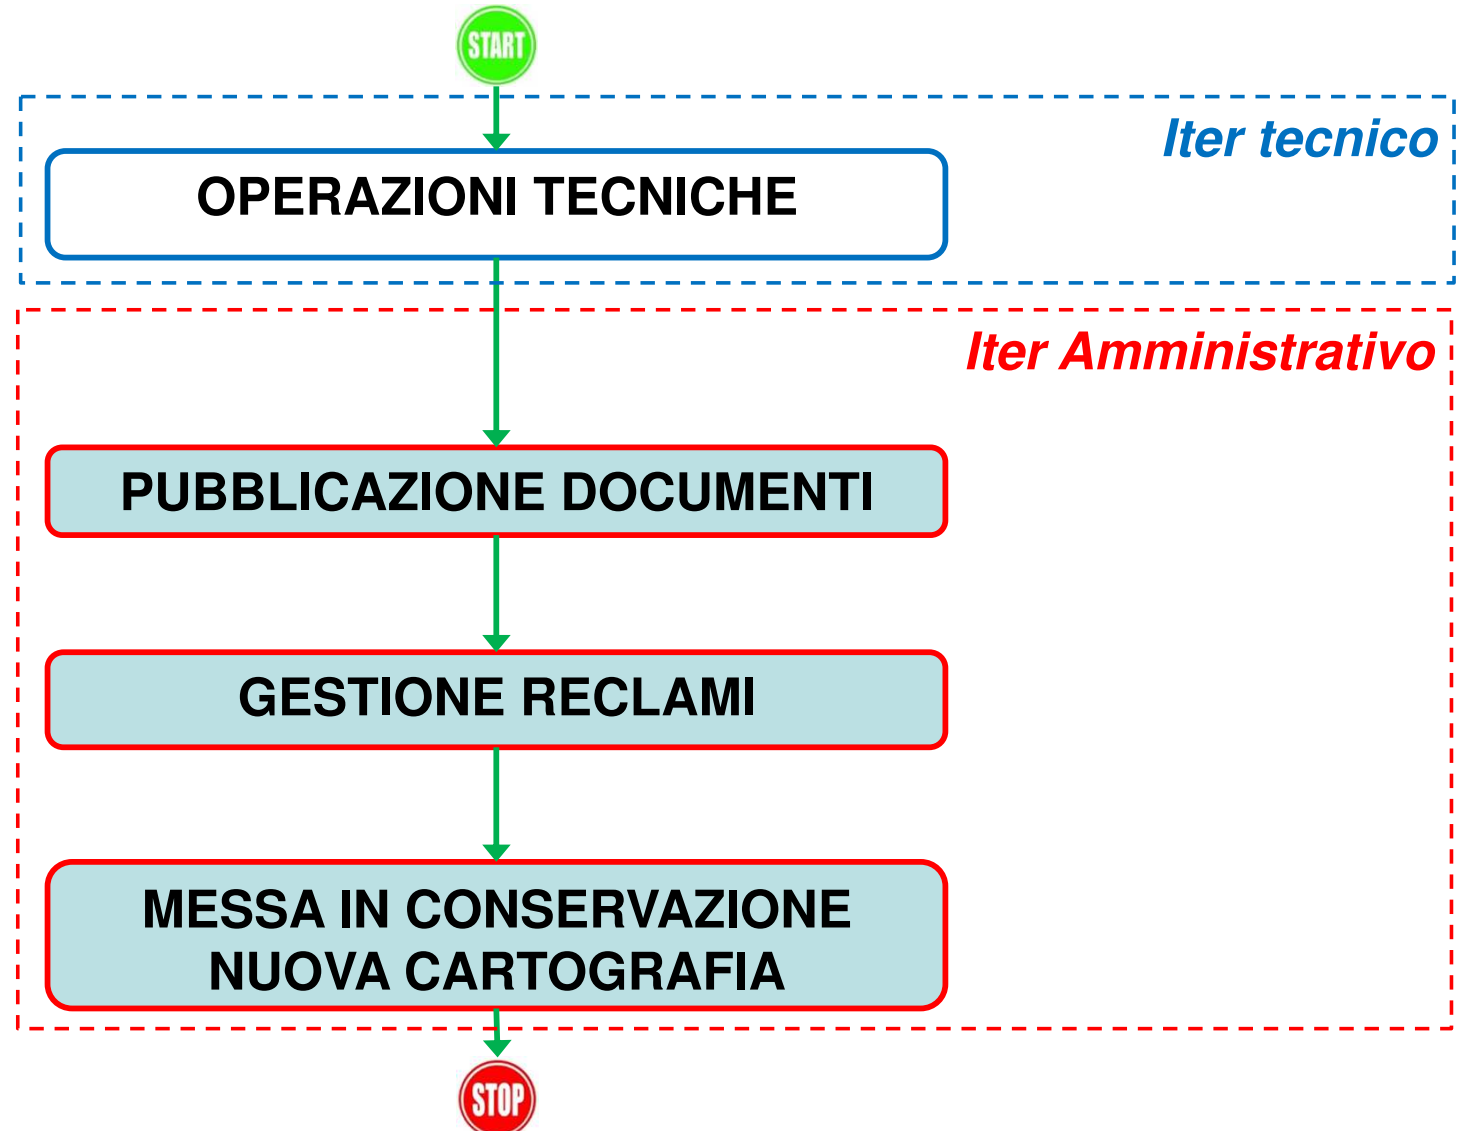 START
Iter tecnico
OPERAZIONI TECNICHE
Iter Amministrativo
PUBBLICAZIONE DOCUMENTI
GESTIONE RECLAMI
MESSA IN CONSERVAZIONE
NUOVA CARTOGRAFIA
STOP